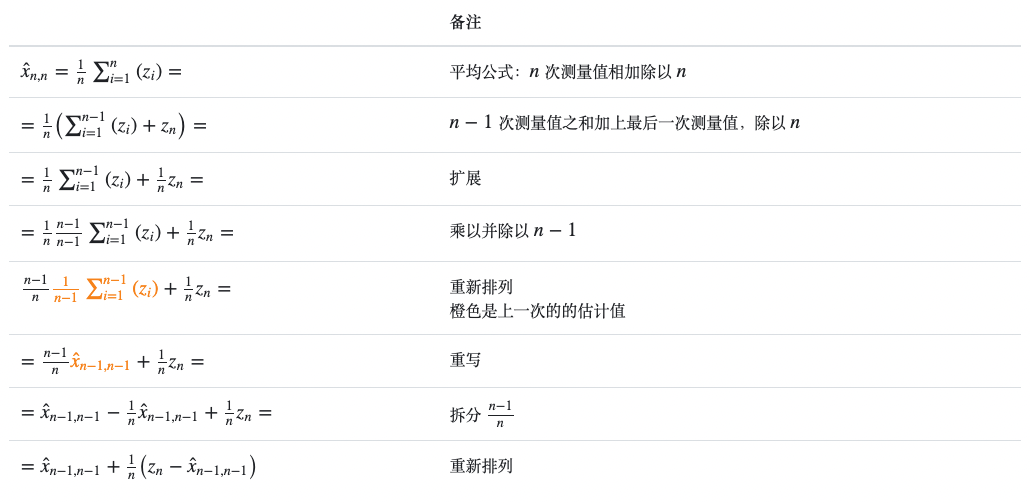 备注
$\hat{x}_{n,n} = \frac{1}{n} \sum_{i=1}^{n} (z_i) =$ 平均公式：$n$ 次测量值相加除以 $n$
$= \frac{1}{n} \left( \sum_{i=1}^{n-1} (z_i) + z_n \right) =$ $n-1$ 次测量值之和加上最后一次测量值，除以 $n$
$= \frac{1}{n} \sum_{i=1}^{n-1} (z_i) + \frac{1}{n} z_n =$ 扩展
$= \frac{1}{n} \frac{n-1}{n-1} \sum_{i=1}^{n-1} (z_i) + \frac{1}{n} z_n =$ 乘以并除以 $n-1$
$\frac{n-1}{n} \frac{1}{n-1} \sum_{i=1}^{n-1} (z_i) + \frac{1}{n} z_n =$ 重新排列
橙色是上一次的的估计值
$= \frac{n-1}{n} \hat{x}_{n-1,n-1} + \frac{1}{n} z_n =$ 重写
$= \hat{x}_{n-1,n-1} - \frac{1}{n} \hat{x}_{n-1,n-1} + \frac{1}{n} z_n =$ 拆分 $\frac{n-1}{n}$
$= \hat{x}_{n-1,n-1} + \frac{1}{n} \left( z_n - \hat{x}_{n-1,n-1} \right)$ 重新排列